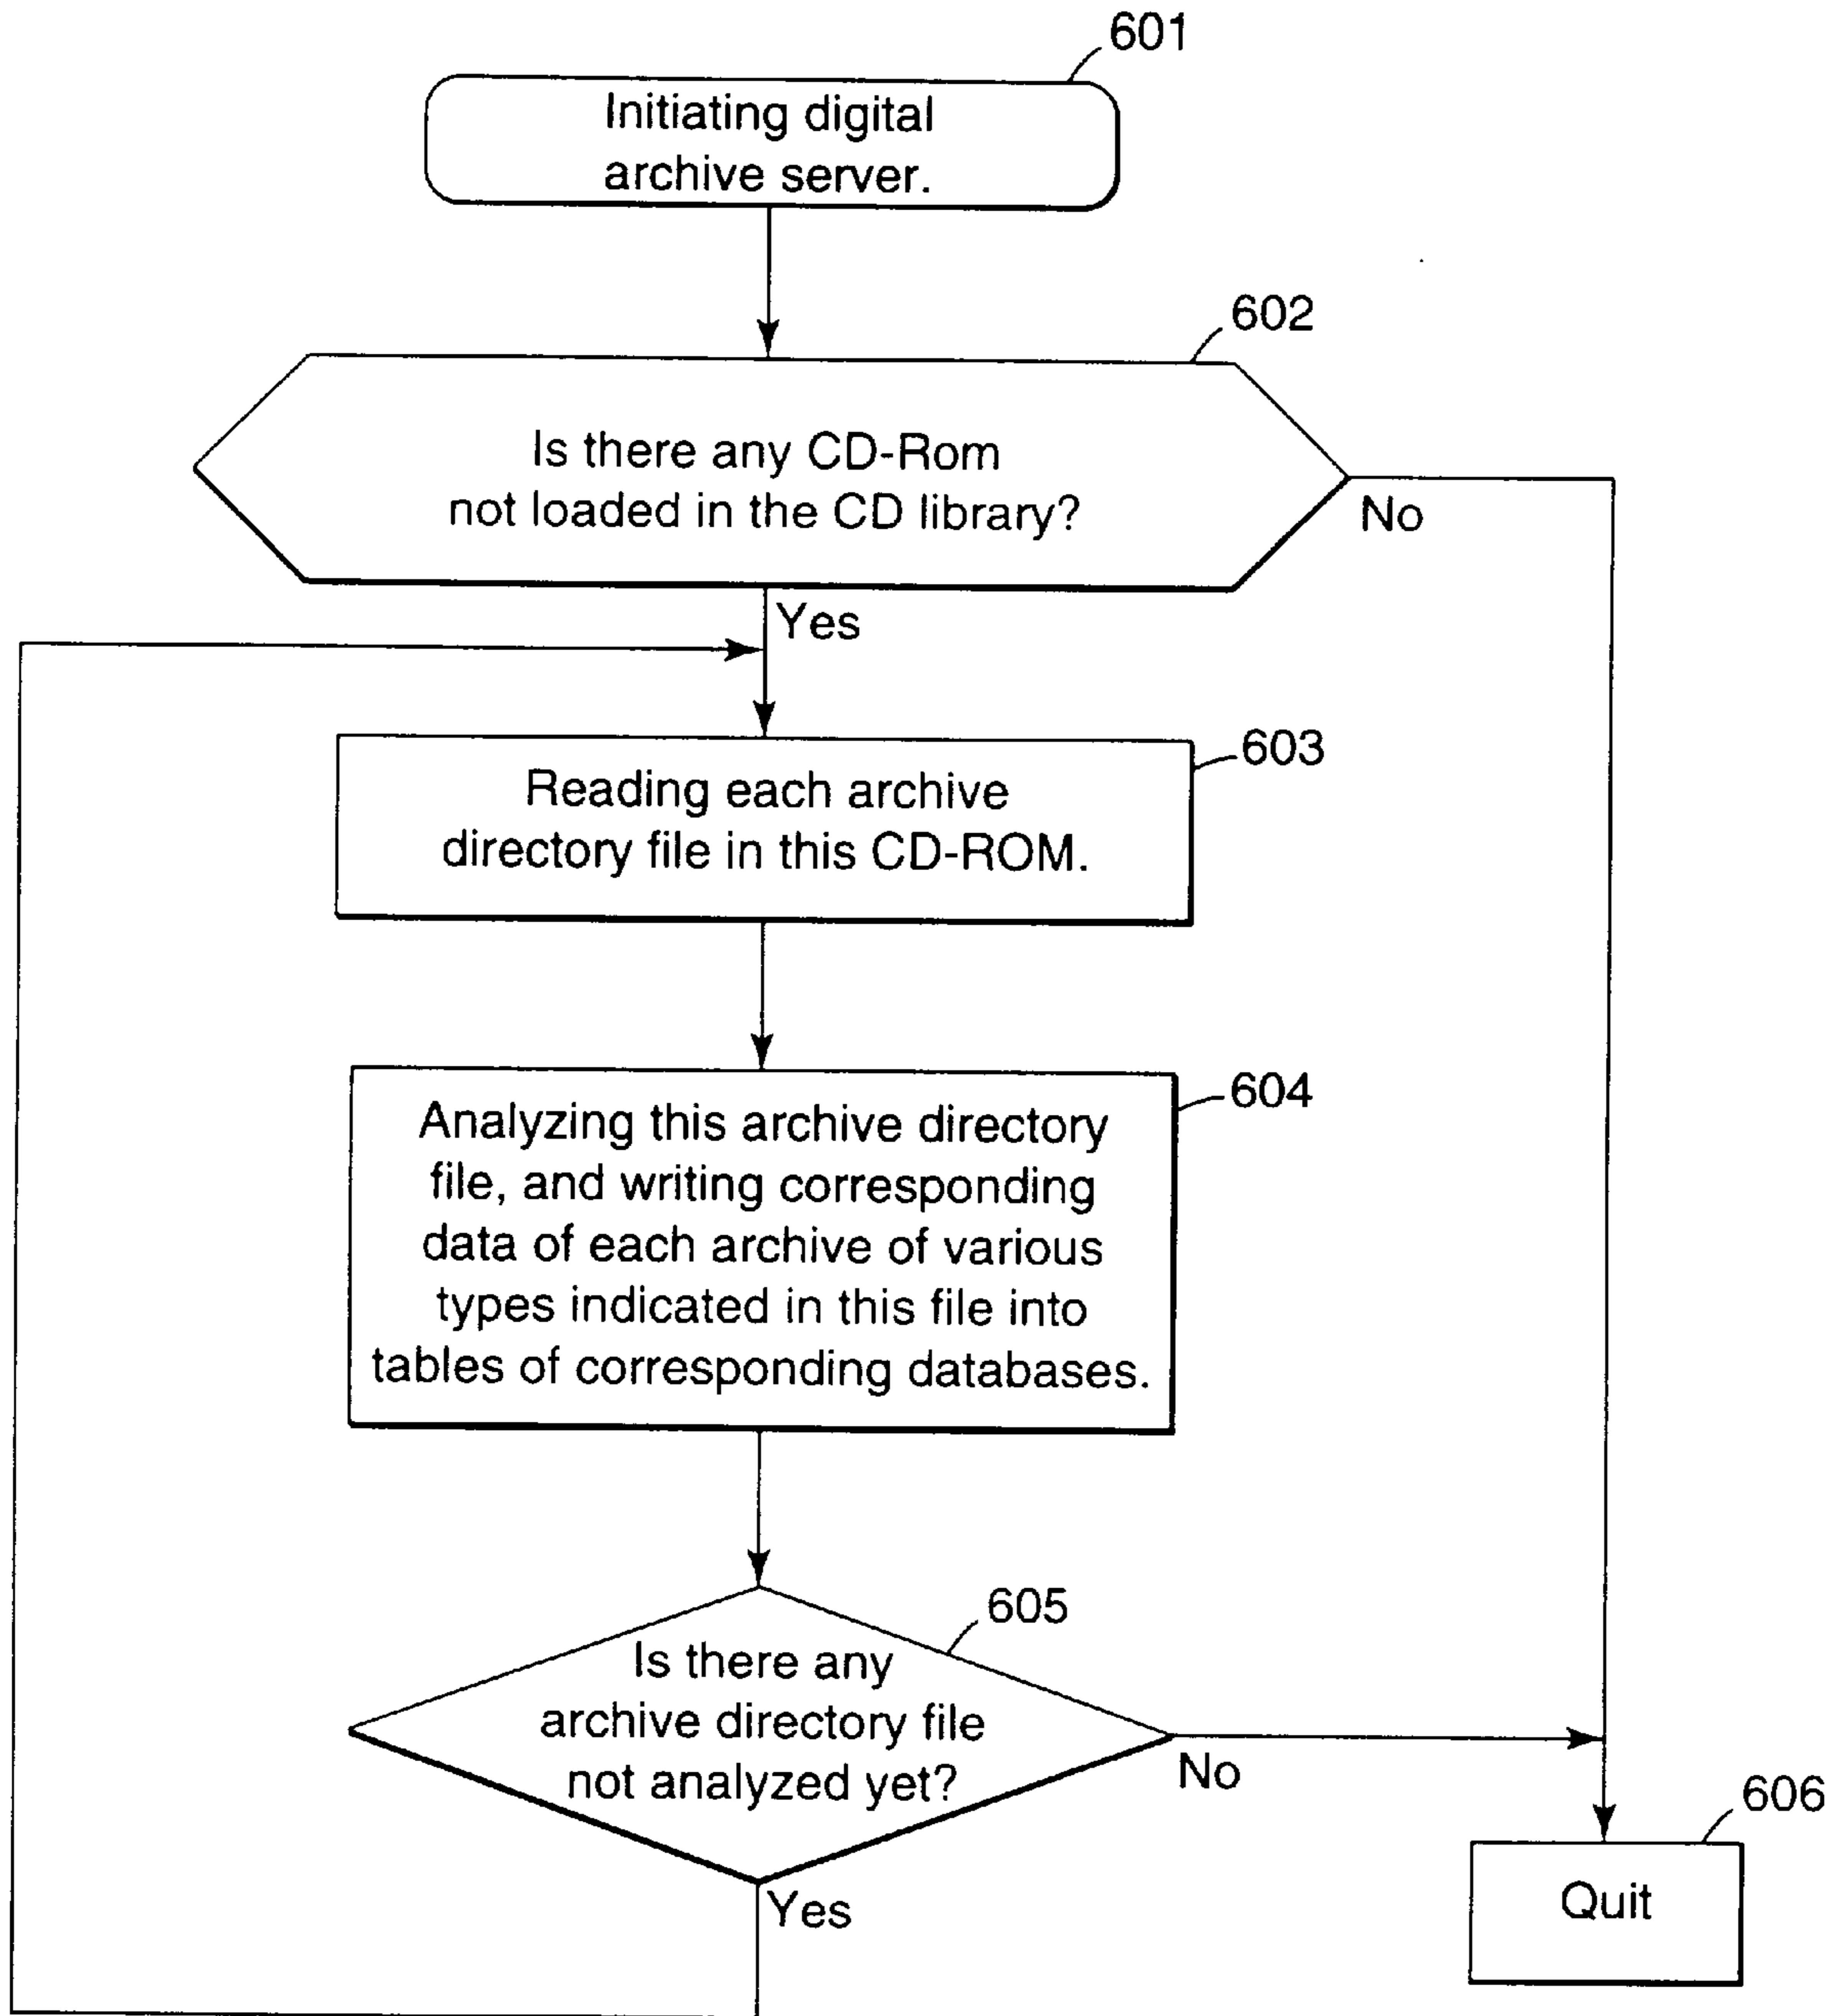 601
Initiating digital
archive server.
602
Is there any CD-Rom
not loaded in the CD library?
No
Yes
603
Reading each archive
directory file in this CD-ROM.
604
Analyzing this archive directory
file, and writing corresponding
data of each archive of various
types indicated in this file into
tables of corresponding databases.
605
Is there any
archive directory file
not analyzed yet?
No
606
Quit
Yes